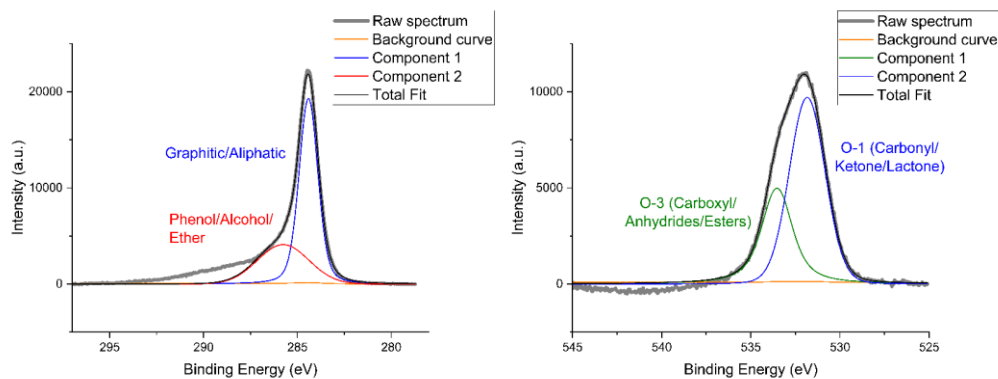 Raw spectrum
Background curve
Component 1
Component 2
Total Fit
20000
10000
0
Intensity (a.u.)
Graphitic/Aliphatic
Phenol/Alcohol/
Ether
295
290
285
280
Binding Energy (eV)
Raw spectrum
Background curve
Component 1
Component 2
Total Fit
10000
5000
0
Intensity (a.u.)
O-1 (Carbonyl/
Ketone/Lactone)
O-3 (Carboxyl/
Anhydrides/Esters)
545
540
535
530
525
Binding Energy (eV)